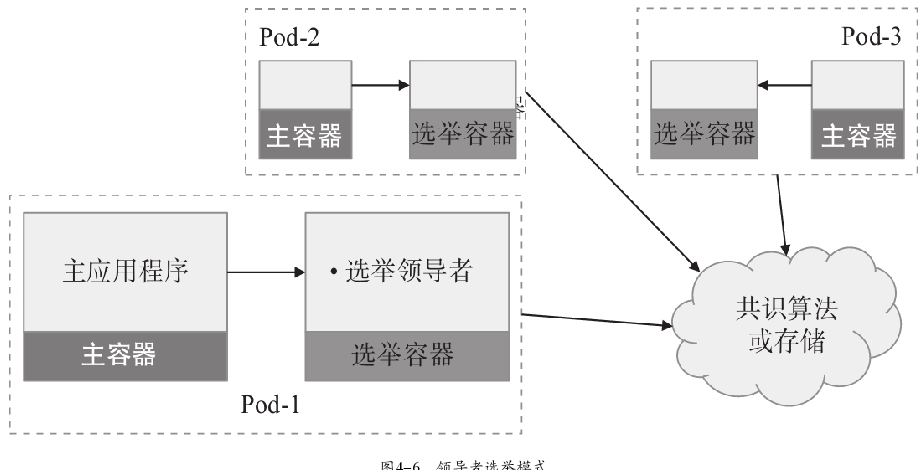 Pod-2
主容器
选举容器
Pod-3
选举容器
主容器
主应用程序
• 选举领导者
主容器
选举容器
Pod-1
共识算法
或存储
图4-6 领导者选举模式